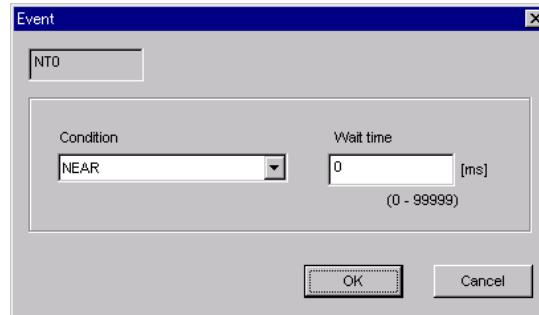 Event
NT0
Condition
Wait time
NEAR
0
[ms]
(0 - 99999)
OK
Cancel